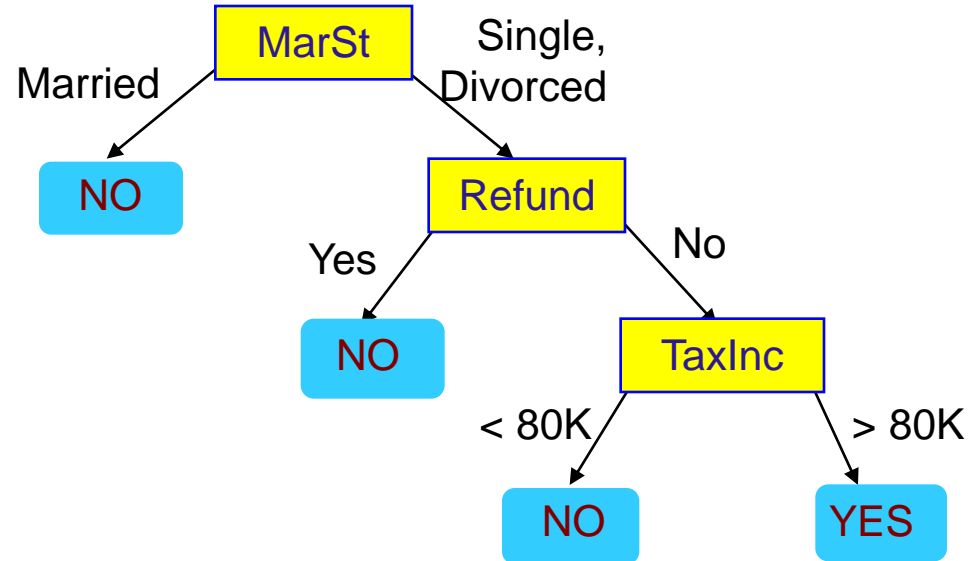 MarSt
Single,
Divorced
Married
NO
Refund
Yes
No
NO
TaxInc
< 80K
> 80K
NO
YES